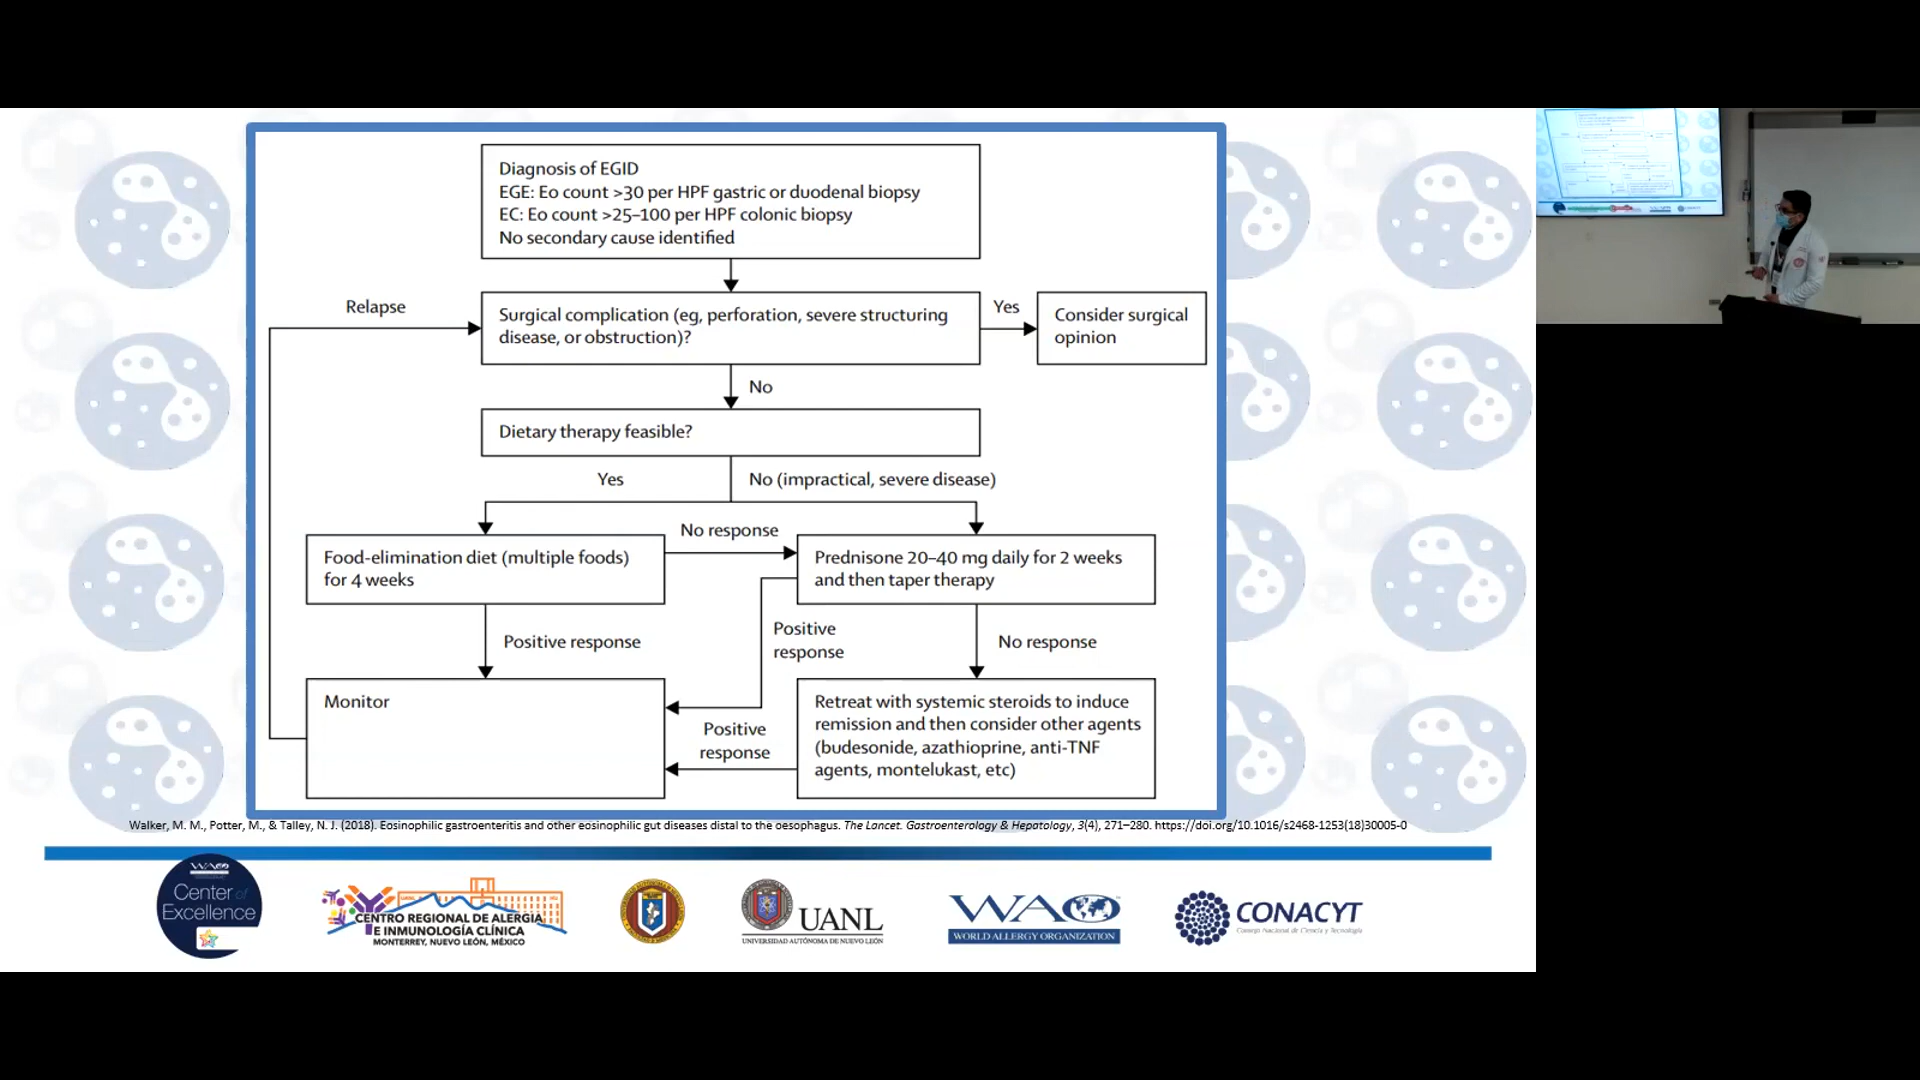 Diagnosis of EGID
EGE: Eo count >30 per HPF gastric or duodenal biopsy
EC: Eo count >25–100 per HPF colonic biopsy
No secondary cause identified
Relapse
Surgical complication (eg, perforation, severe structuring
disease, or obstruction)?
Yes
Consider surgical
opinion
No
Dietary therapy feasible?
Yes
No (impractical, severe disease)
Food-elimination diet (multiple foods)
for 4 weeks
No response
Prednisone 20–40 mg daily for 2 weeks
and then taper therapy
Positive response
Positive
response
No response
Monitor
Positive
response
Retreat with systemic steroids to induce
remission and then consider other agents
(budesonide, azathioprine, anti-TNF
agents, montelukast, etc)
Walker, M. M., Potter, M., & Talley, N. J. (2018). Eosinophilic gastroenteritis and other eosinophilic gut diseases distal to the oesophagus. The Lancet. Gastroenterology & Hepatology, 3(4), 271–280. https://doi.org/10.1016/s2468-1253(18)30005-0
WAO
Center of
Excellence
CENTRO REGIONAL DE ALERGIA
E INMUNOLOGÍA CLÍNICA
MONTERREY, NUEVO LEÓN, MÉXICO
UANL
UNIVERSIDAD AUTÓNOMA DE NUEVO LEÓN
WAO
WORLD ALLERGY ORGANIZATION
CONACYT
Consejo Nacional de Ciencia y Tecnología